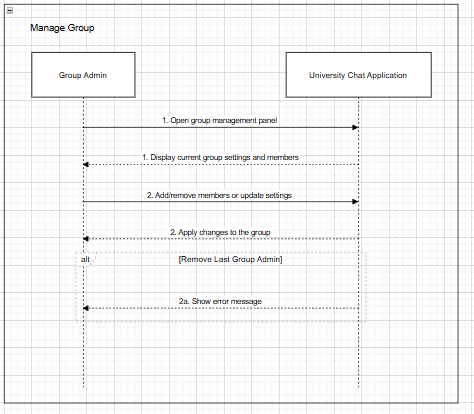 Manage Group
Group Admin
University Chat Application
1. Open group management panel
1. Display current group settings and members
2. Add/remove members or update settings
2. Apply changes to the group
alt
[Remove Last Group Admin]
2a. Show error message